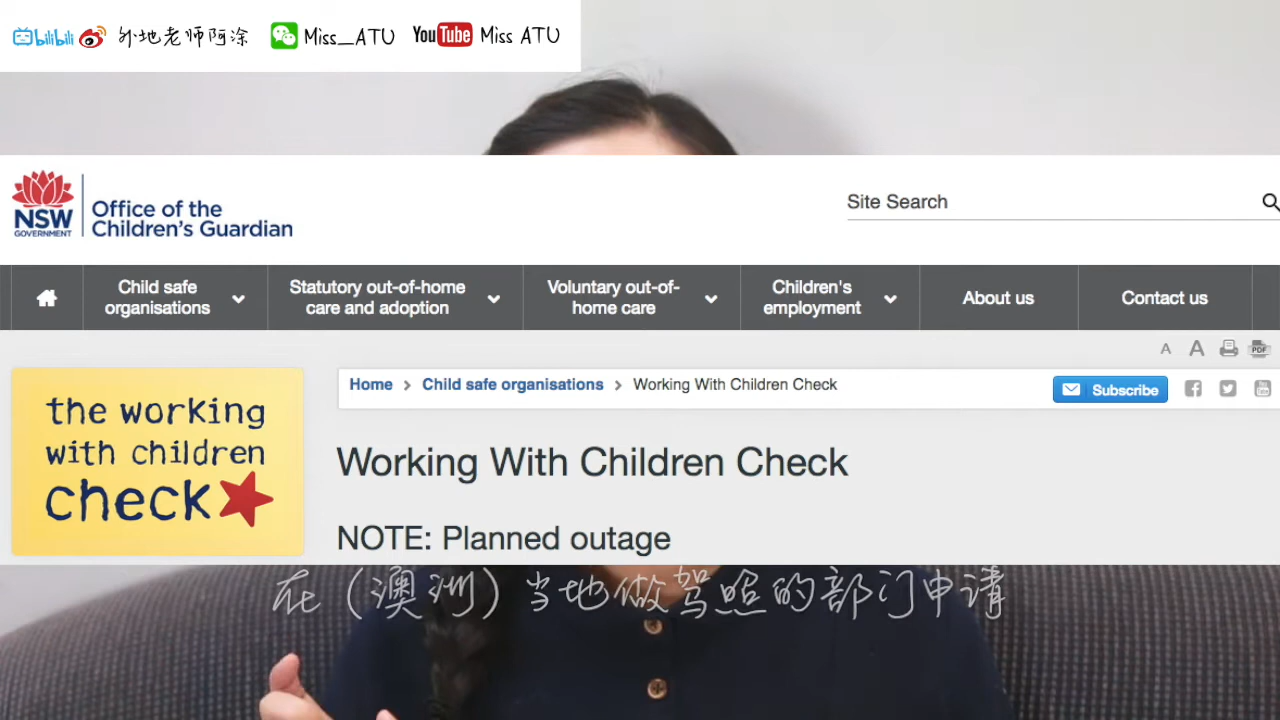 bilibili 外地老师阿涂 Miss_ATU YouTube Miss ATU
NSW
GOVERNMENT
Office of the
Children's Guardian
Site Search
Child safe
organisations
Statutory out-of-home
care and adoption
Voluntary out-of-
home care
Children's
employment
About us
Contact us
A A PDF
the working
with children
check
Home > Child safe organisations > Working With Children Check
Subscribe
You Tube
Working With Children Check
NOTE: Planned outage
在（澳洲）当地做驾照的部门申请